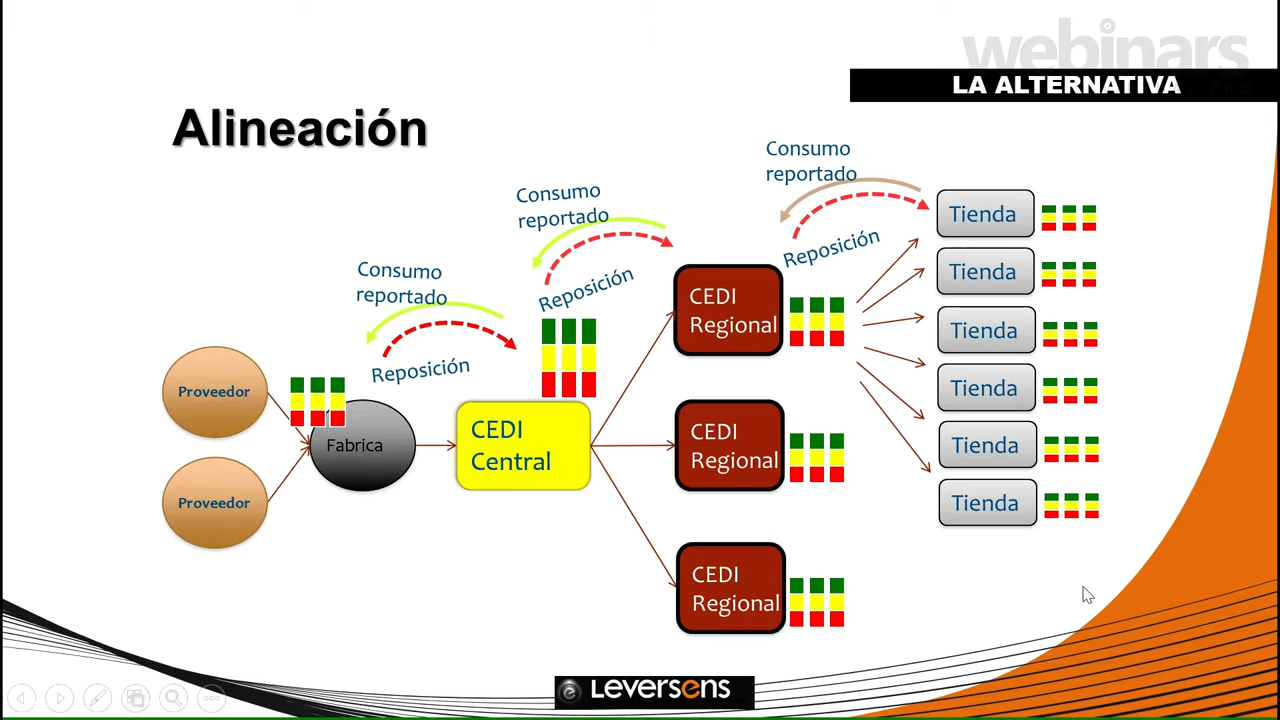 webinars
LA ALTERNATIVA
Alineación
Consumo
reportado
Reposición
Consumo
reportado
Reposición
Consumo
reportado
Reposición
Proveedor
Proveedor
Fabrica
CEDI
Central
CEDI
Regional
CEDI
Regional
CEDI
Regional
Tienda
Tienda
Tienda
Tienda
Tienda
Tienda
e LEVERSENS